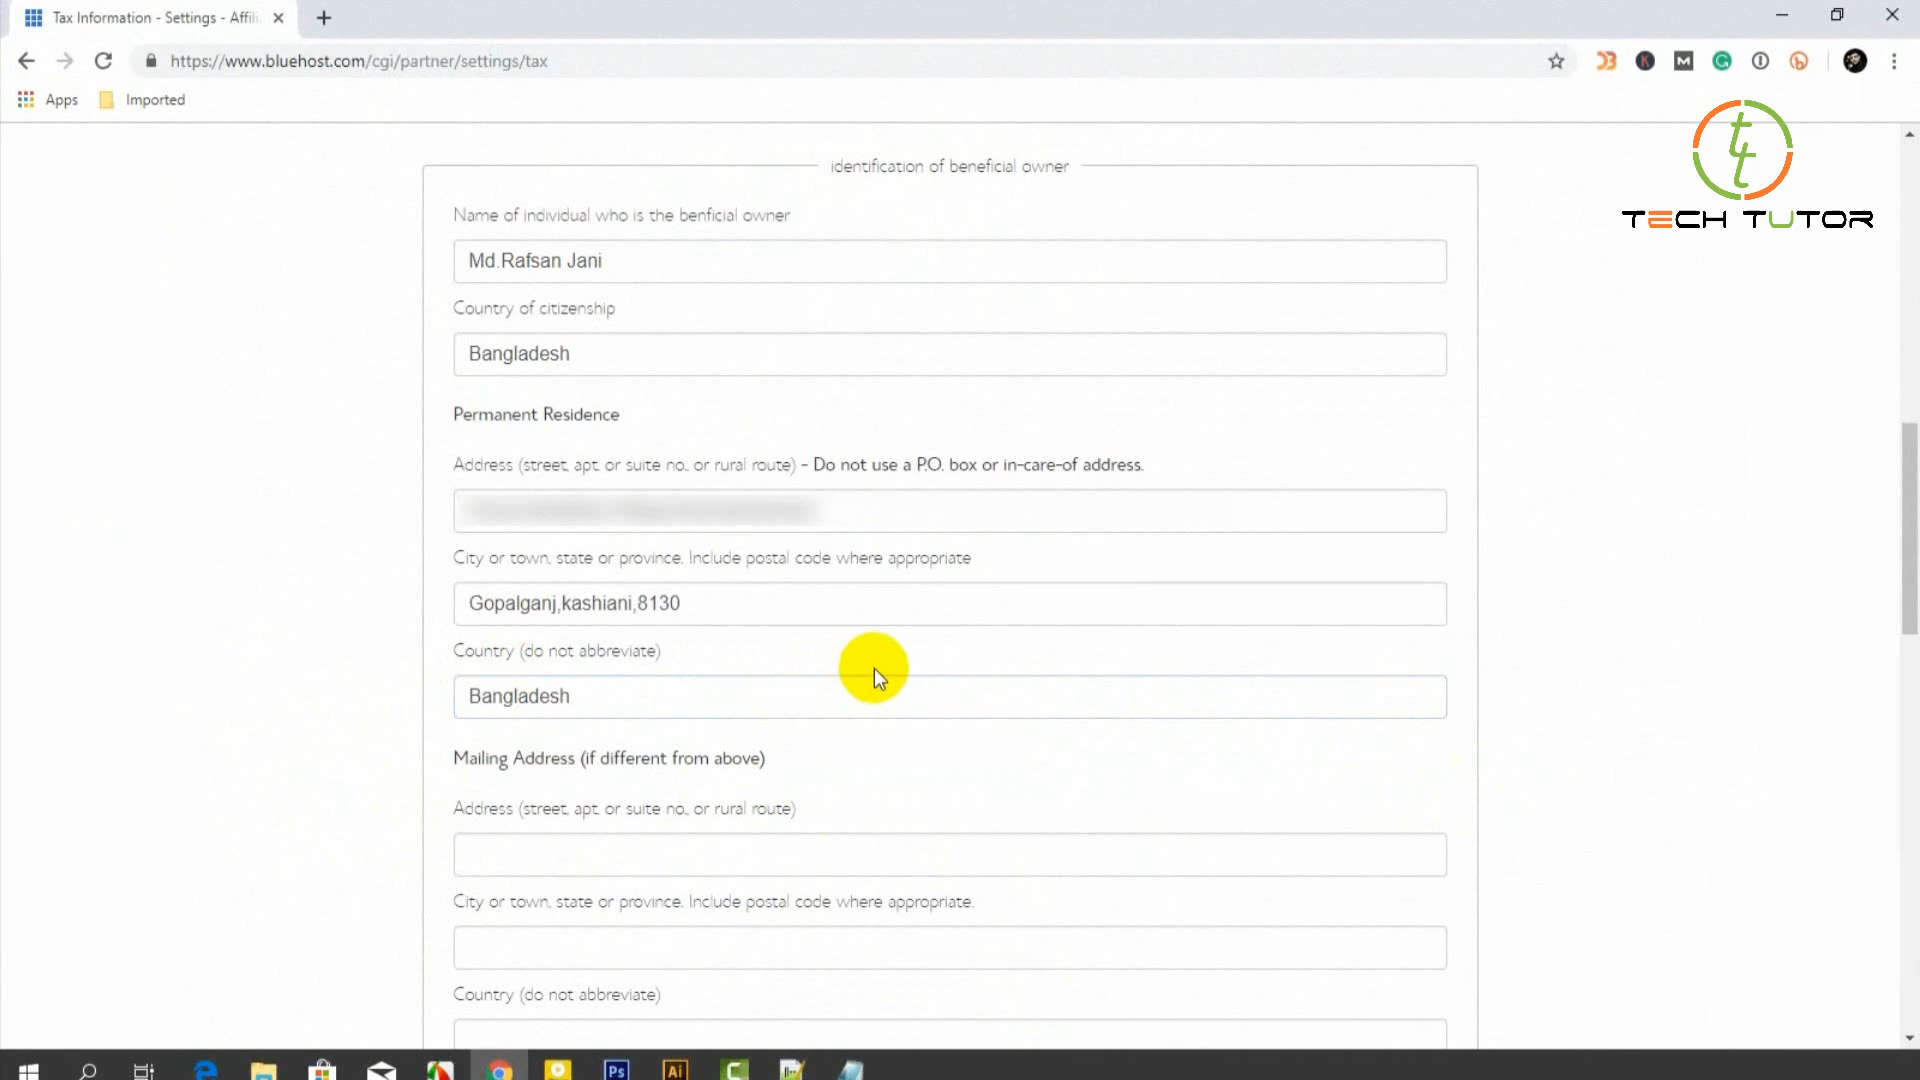 Tax Information - Settings - Affili
https://www.bluehost.com/cgi/partner/settings/tax
Apps
Imported
TECH TUTOR
identification of beneficial owner
Name of individual who is the benficial owner
Md.Rafsan Jani
Country of citizenship
Bangladesh
Permanent Residence
Address (street, apt. or suite no., or rural route) - Do not use a P.O. box or in-care-of address.
City or town, state or province. Include postal code where appropriate
Gopalganj,kashiani,8130
Country (do not abbreviate)
Bangladesh
Mailing Address (if different from above)
Address (street, apt. or suite no., or rural route)
City or town, state or province. Include postal code where appropriate.
Country (do not abbreviate)
Ps
Ai